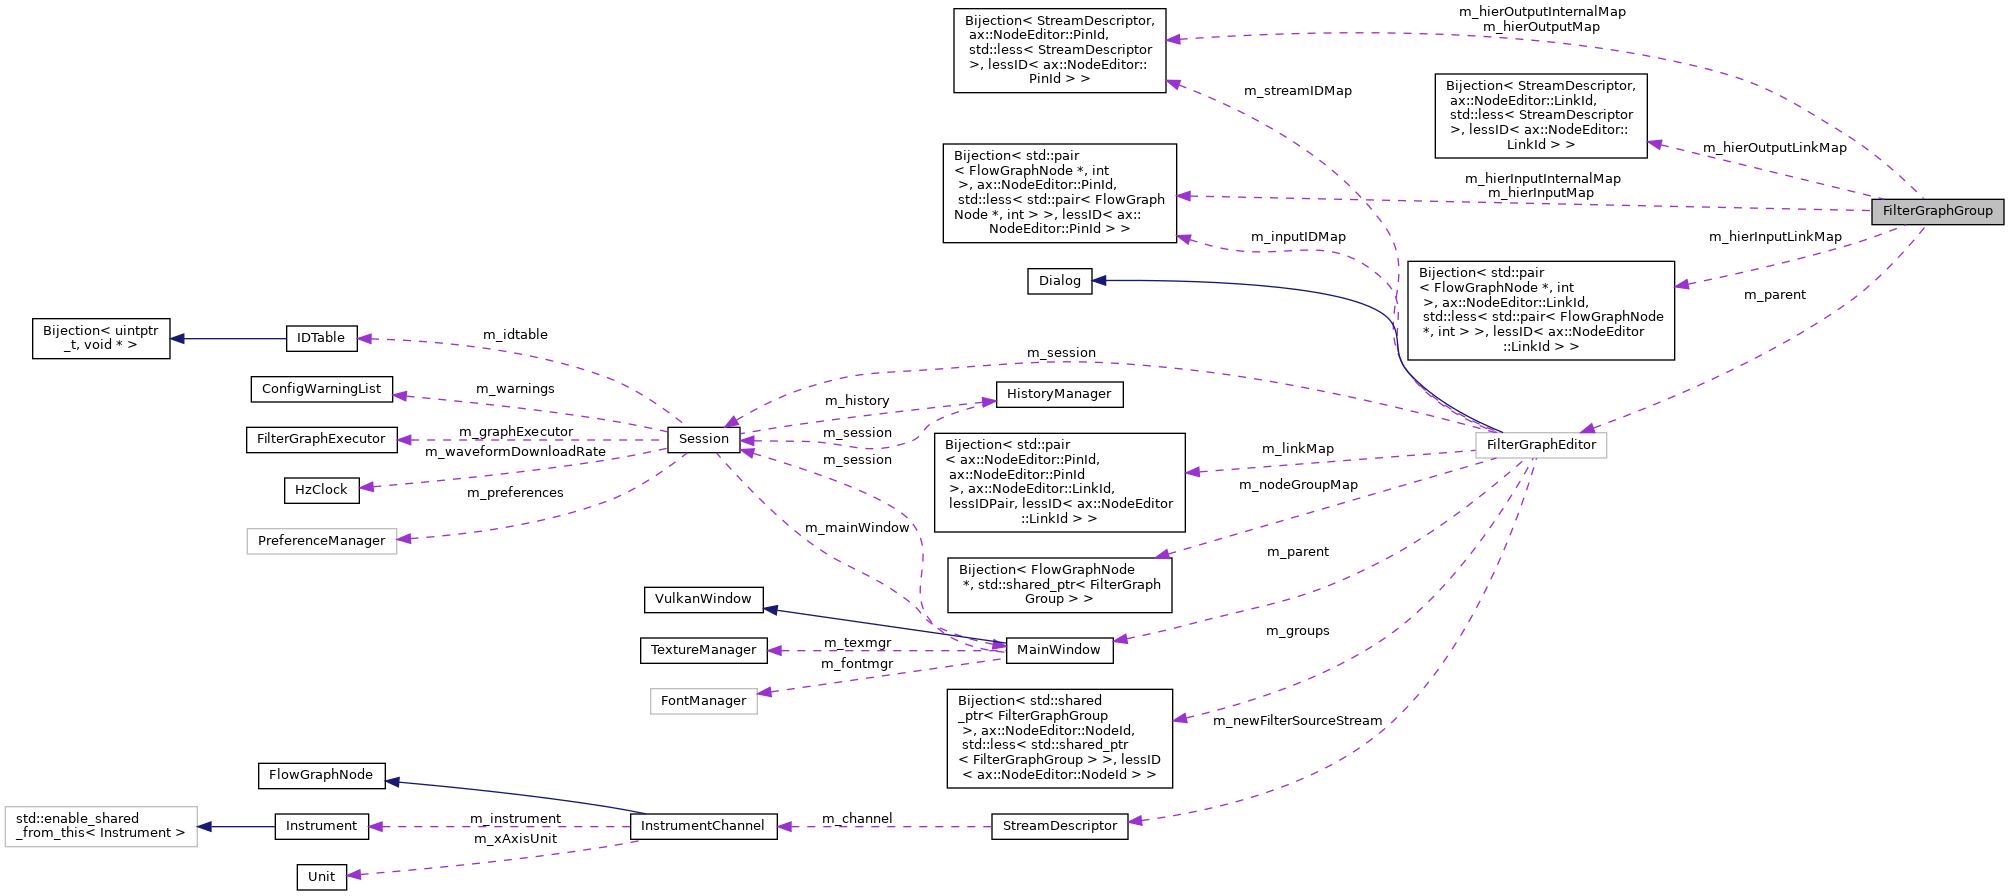 m_hierOutputInternalMap
m_hierOutputMap
Bijection< StreamDescriptor,
ax::NodeEditor::PinId,
std::less< StreamDescriptor
>, lessID< ax::NodeEditor::
PinId > >
m_streamIDMap
Bijection< StreamDescriptor,
ax::NodeEditor::LinkId,
std::less< StreamDescriptor
>, lessID< ax::NodeEditor::
LinkId > >
m_hierOutputLinkMap
Bijection< std::pair
< FlowGraphNode *, int
>, ax::NodeEditor::PinId,
std::less< std::pair< FlowGraph
Node *, int > >, lessID< ax::
NodeEditor::PinId > >
m_hierInputInternalMap
m_hierInputMap
FilterGraphGroup
m_inputIDMap
m_hierInputLinkMap
Dialog
Bijection< std::pair
< FlowGraphNode *, int
>, ax::NodeEditor::LinkId,
std::less< std::pair< FlowGraphNode
*, int > >, lessID< ax::NodeEditor
::LinkId > >
m_parent
Bijection< uintptr
_t, void * >
IDTable
m_idtable
m_session
ConfigWarningList
m_warnings
m_history
HistoryManager
FilterGraphExecutor
m_graphExecutor
Session
m_session
FilterGraphEditor
m_waveformDownloadRate
m_session
HzClock
m_preferences
Bijection< std::pair
< ax::NodeEditor::PinId,
ax::NodeEditor::PinId
>, ax::NodeEditor::LinkId,
lessIDPair, lessID< ax::NodeEditor
::LinkId > >
m_linkMap
m_nodeGroupMap
PreferenceManager
m_mainWindow
m_parent
Bijection< FlowGraphNode
*, std::shared_ptr< FilterGraph
Group > >
VulkanWindow
m_groups
TextureManager
m_texmgr
MainWindow
m_fontmgr
FontManager
Bijection< std::shared
_ptr< FilterGraphGroup
>, ax::NodeEditor::NodeId,
std::less< std::shared_ptr
< FilterGraphGroup > >, lessID
< ax::NodeEditor::NodeId > >
m_newFilterSourceStream
FlowGraphNode
std::enable_shared
_from_this< Instrument >
Instrument
m_instrument
InstrumentChannel
m_channel
StreamDescriptor
m_xAxisUnit
Unit